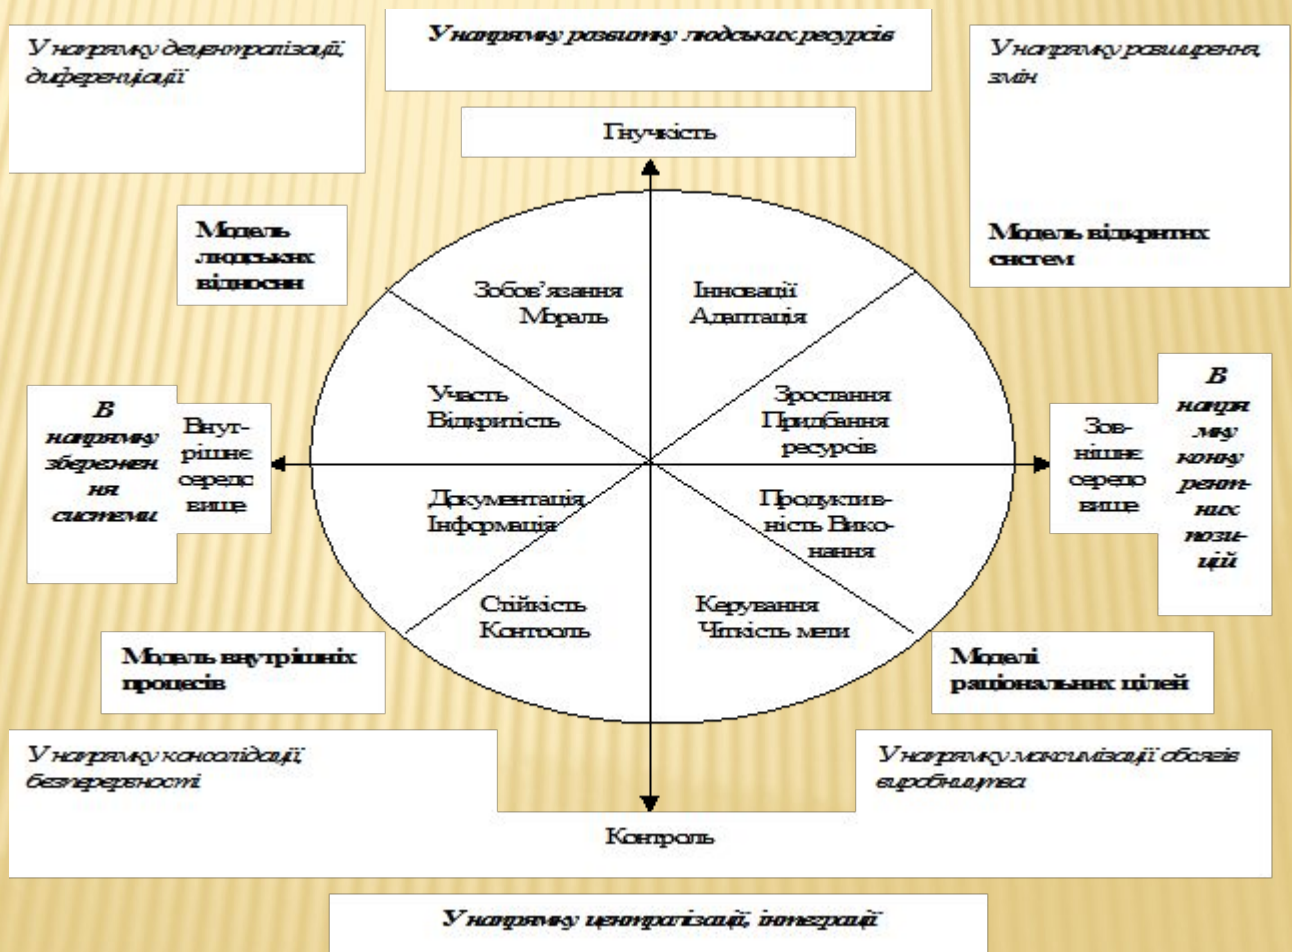 У напрямку децентралізації,
диференціації
У напрямку розвитку людських ресурсів
У напрямку розширення,
змін
Гнучкість
Модель
людських
відносин
Модель відкритих
систем
Зобов’язання
Мораль
Інновації
Адаптація
Участь
Відкритість
Зростання
Придбання
ресурсів
В
напрямку
збережен
ня
системи
Внут-
рішнє
середо
вище
Зов-
нішнє
середо
вище
В
напря
мку
конку
рент-
них
пози-
цій
Документація
Інформація
Продуктив-
ність Вико-
нання
Стійкість
Контроль
Керування
Чіткість мети
Модель внутрішніх
процесів
Моделі
раціональних цілей
У напрямку консолідації,
безперервності
У напрямку максимізації обсягів
виробництва
Контроль
У напрямку централізації, інтеграції